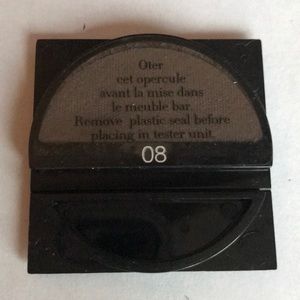 Oter
cet opercule
avant la mise dans
le meuble bar.
Remove plastic seal before
placing in tester unit.
08